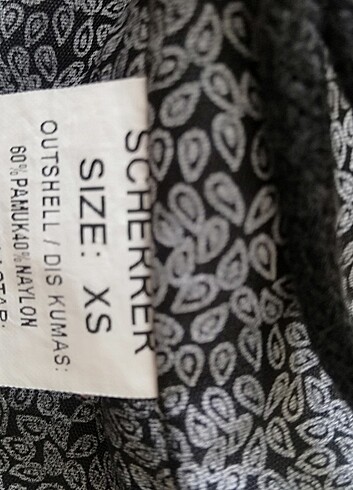 SCHERRER
SIZE: XS
OUTSHELL / DIS KUMAS:
60%PAMUK40%NAYLON